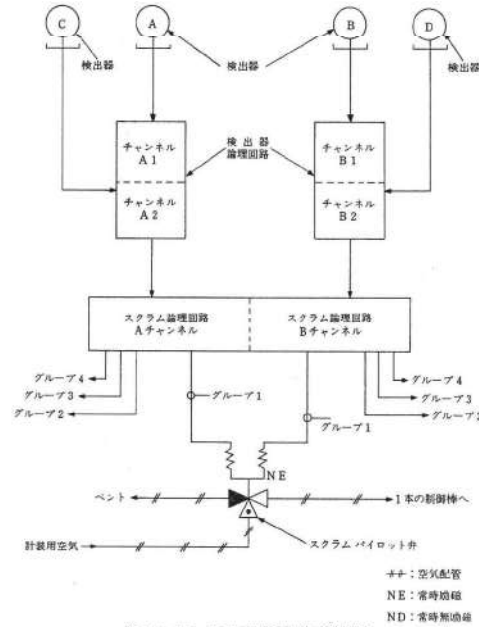 C
A
B
D
検出器
検出器
検出器
チャンネル
A1
チャンネル
A2
検出器
論理回路
チャンネル
B1
チャンネル
B2
スクラム論理回路
Aチャンネル
スクラム論理回路
Bチャンネル
グループ4
グループ3
グループ2
グループ1
グループ1
グループ4
グループ3
グループ2
NE
ベント
1本の制御棒へ
計装用空気
スクラム パイロット弁
:空気配管
NE:常時励磁
ND:常時無励磁